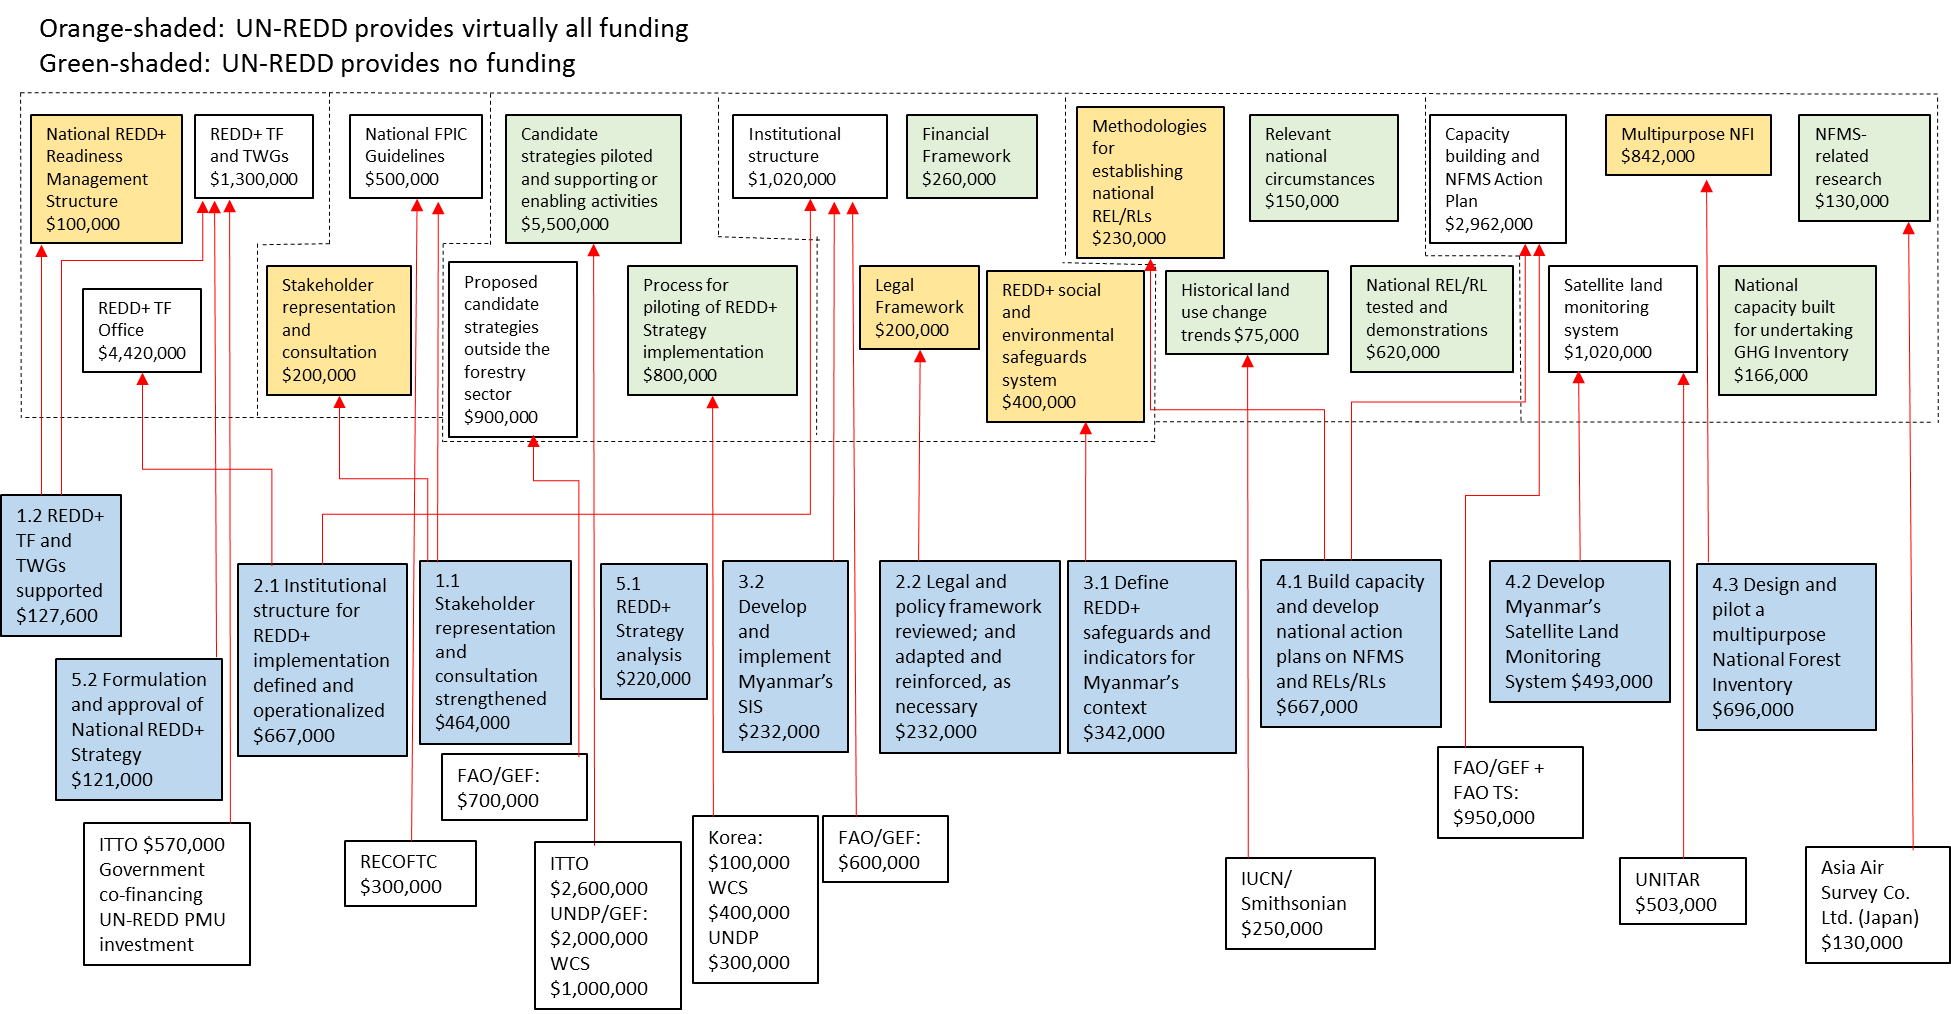 Orange-shaded: UN-REDD provides virtually all funding
Green-shaded: UN-REDD provides no funding
National REDD+
Readiness
Management
Structure
$100,000
REDD+ TF
and TWGs
$1,300,000
National FPIC
Guidelines
$500,000
Candidate
strategies piloted
and supporting or
enabling activities
$5,500,000
Institutional
structure
$1,020,000
Financial
Framework
$260,000
Methodologies
for
establishing
national
REL/RLs
$230,000
Relevant
national
circumstances
$150,000
Capacity
building and
NFMS Action
Plan
$2,962,000
Multipurpose NFI
$842,000
NFMS-
related
research
$130,000
REDD+ TF
Office
$4,420,000
Stakeholder
representation
and
consultation
$200,000
Proposed
candidate
strategies
outside the
forestry
sector
$900,000
Process for
piloting of REDD+
Strategy
implementation
$800,000
Legal
Framework
$200,000
REDD+ social
and
environmental
safeguards
system
$400,000
Historical land
use change
trends $75,000
National REL/RL
tested and
demonstrations
$620,000
Satellite land
monitoring
system
$1,020,000
National
capacity built
for undertaking
GHG Inventory
$166,000
1.2 REDD+
TF and
TWGs
supported
$127,600
5.2 Formulation
and approval of
National REDD+
Strategy
$121,000
2.1 Institutional
structure for
REDD+
implementation
defined and
operationalized
$667,000
1.1
Stakeholder
representation
and
consultation
strengthened
$464,000
5.1
REDD+
Strategy
analysis
$220,000
3.2
Develop
and
implement
Myanmar's
SIS
$232,000
2.2 Legal and
policy framework
reviewed; and
adapted and
reinforced, as
necessary
$232,000
3.1 Define
REDD+
safeguards and
indicators for
Myanmar's
context
$342,000
4.1 Build capacity
and develop
national action
plans on NFMS
and RELs/RLs
$667,000
4.2 Develop
Myanmar's
Satellite Land
Monitoring
System $493,000
4.3 Design and
pilot a
multipurpose
National Forest
Inventory
$696,000
ITTO $570,000
Government
co-financing
UN-REDD PMU
investment
RECOFTC
$300,000
FAO/GEF:
$700,000
ITTO
$2,600,000
UNDP/GEF:
$2,000,000
WCS
$1,000,000
Korea:
$100,000
WCS
$400,000
UNDP
$300,000
FAO/GEF:
$600,000
IUCN/
Smithsonian
$250,000
FAO/GEF +
FAO TS:
$950,000
UNITAR
$503,000
Asia Air
Survey Co.
Ltd. (Japan)
$130,000